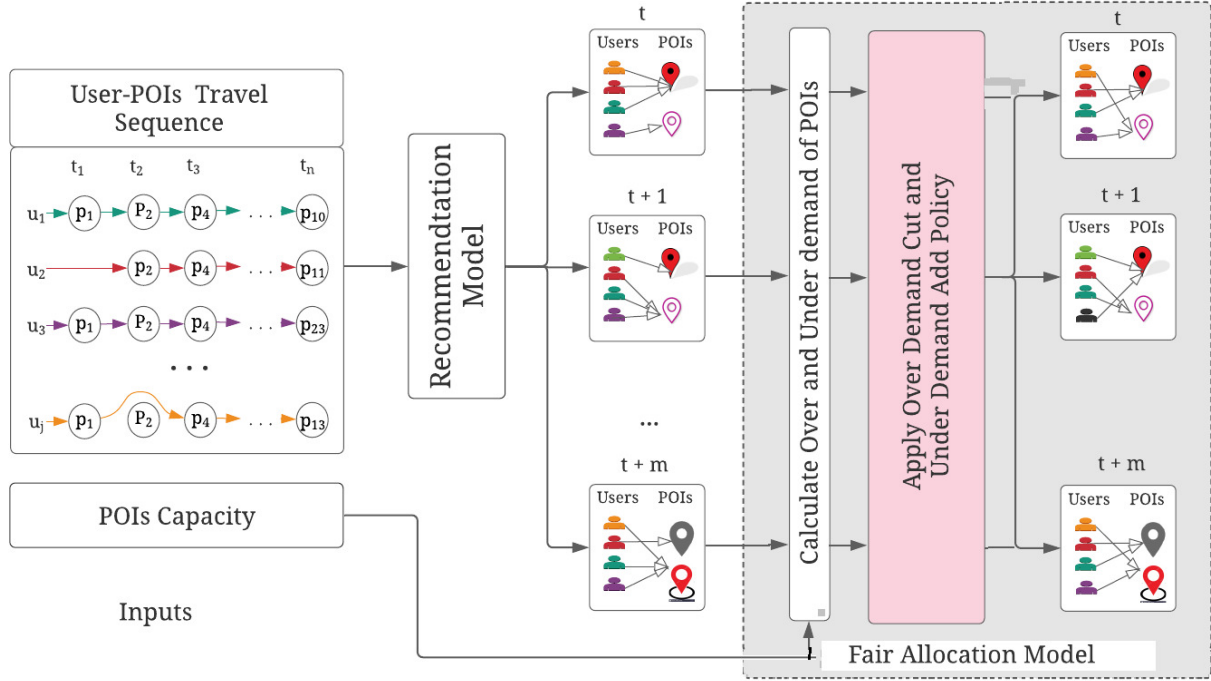 User-POIs Travel
Sequence
t1 t2 t3 tn
u1 p1 P2 p4 . . . p10
u2 p2 p4 . . . p11
u3 p1 P2 p4 . . . p23
. . .
uj p1 P2 p4 . . . p13
POIs Capacity
Inputs
Recommendtation
Model
t
Users POIs
t + 1
Users POIs
...
t + m
Users POIs
Calculate Over and Under demand of POIs
Apply Over Demand Cut and
Under Demand Add Policy
t
Users POIs
t + 1
Users POIs
t + m
Users POIs
Fair Allocation Model